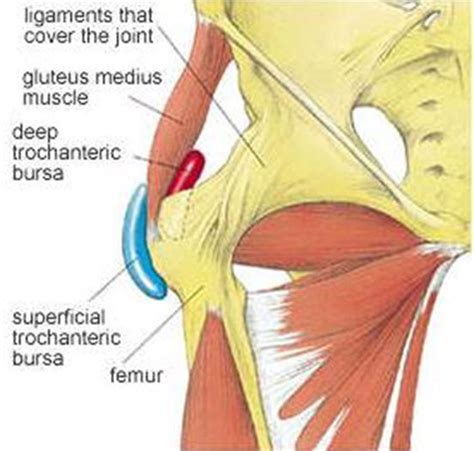 ligaments that
cover the joint
gluteus medius
muscle
deep
trochanteric
bursa
superficial
trochanteric
bursa
femur